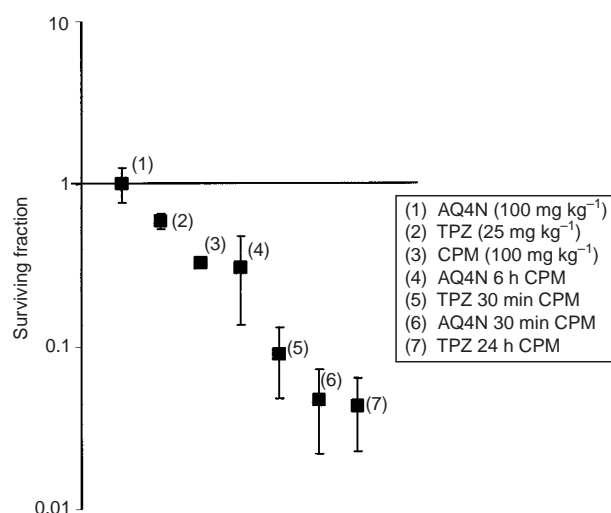 10
1
0.1
0.01
Surviving fraction
(1)
(2)
(3)
(4)
(5)
(6)
(7)
(1) AQ4N (100 mg kg⁻¹)
(2) TPZ (25 mg kg⁻¹)
(3) CPM (100 mg kg⁻¹)
(4) AQ4N 6 h CPM
(5) TPZ 30 min CPM
(6) AQ4N 30 min CPM
(7) TPZ 24 h CPM